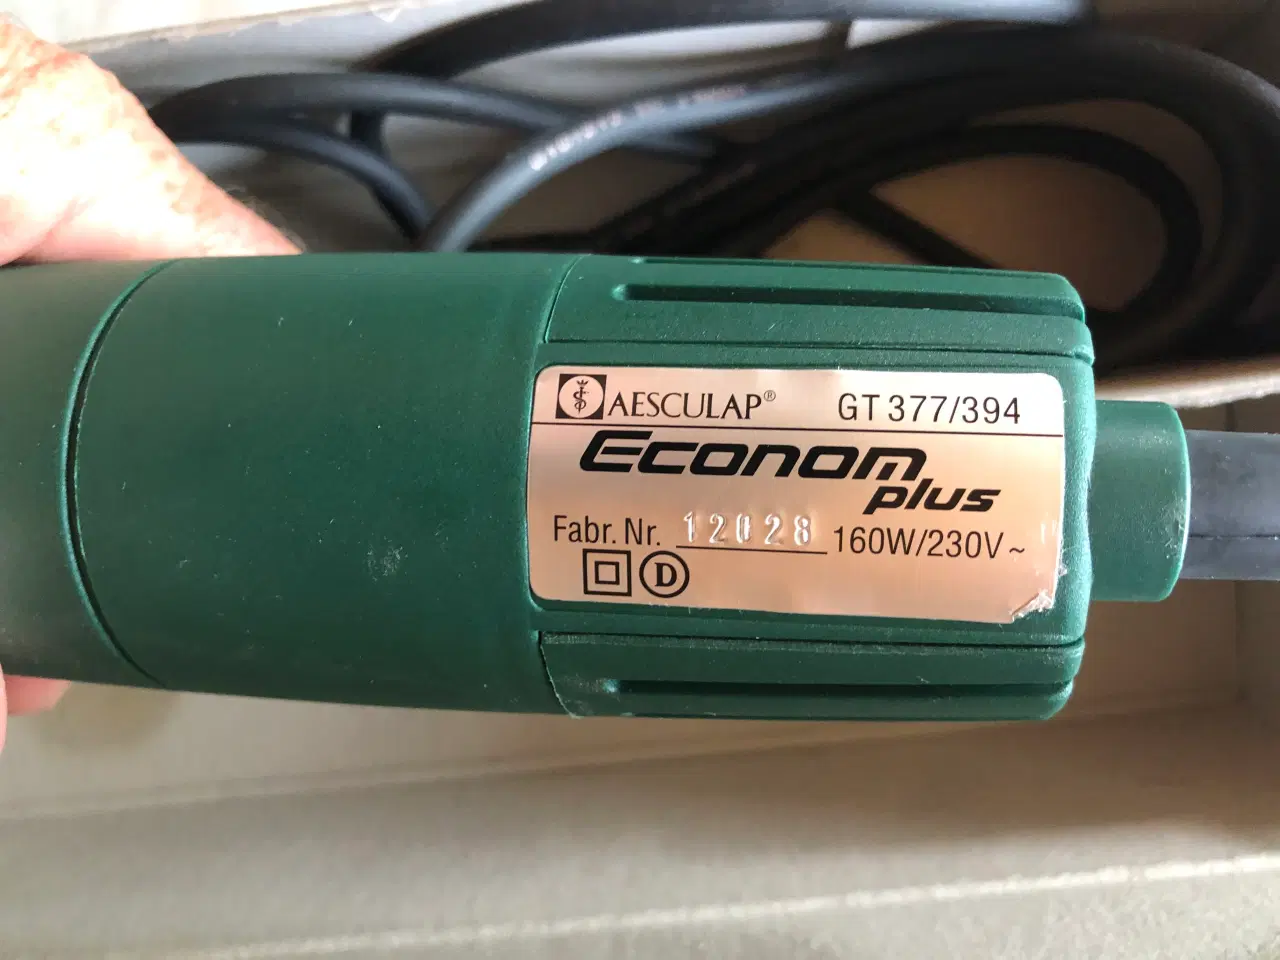 AESCULAP® GT 377/394
Econom
plus
Fabr. Nr. 12028 160W/230V~
D